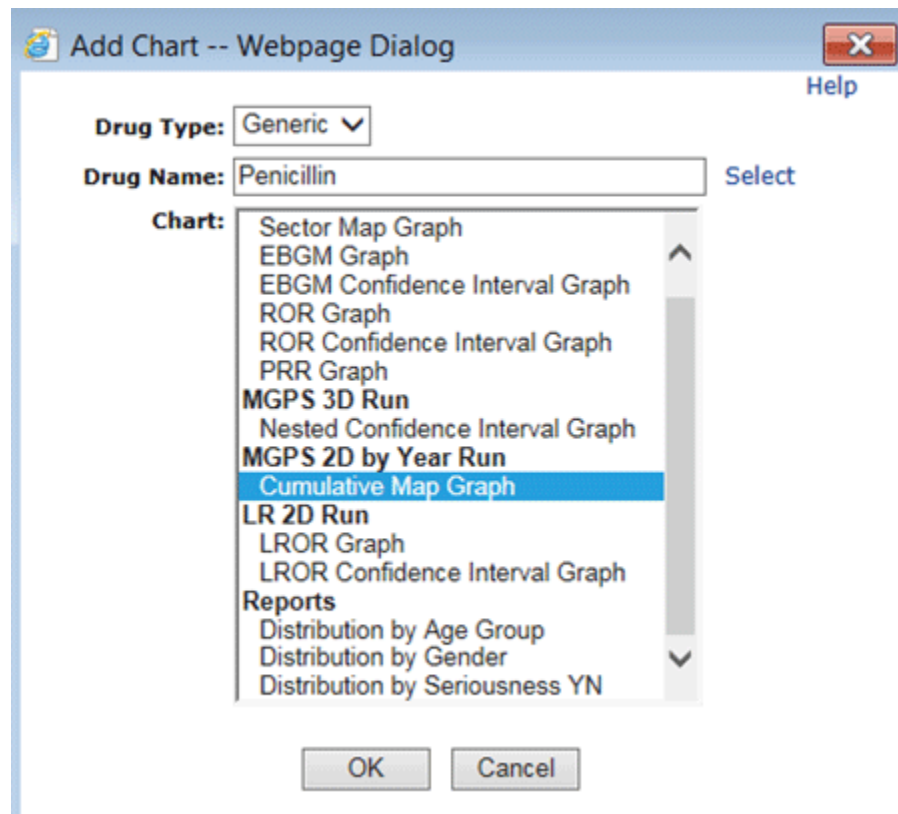 Add Chart -- Webpage Dialog
Help
Drug Type: Generic
Drug Name: Penicillin Select
Chart:
Sector Map Graph
EBGM Graph
EBGM Confidence Interval Graph
ROR Graph
ROR Confidence Interval Graph
PRR Graph
MGPS 3D Run
Nested Confidence Interval Graph
MGPS 2D by Year Run
Cumulative Map Graph
LR 2D Run
LROR Graph
LROR Confidence Interval Graph
Reports
Distribution by Age Group
Distribution by Gender
Distribution by Seriousness YN
OK Cancel